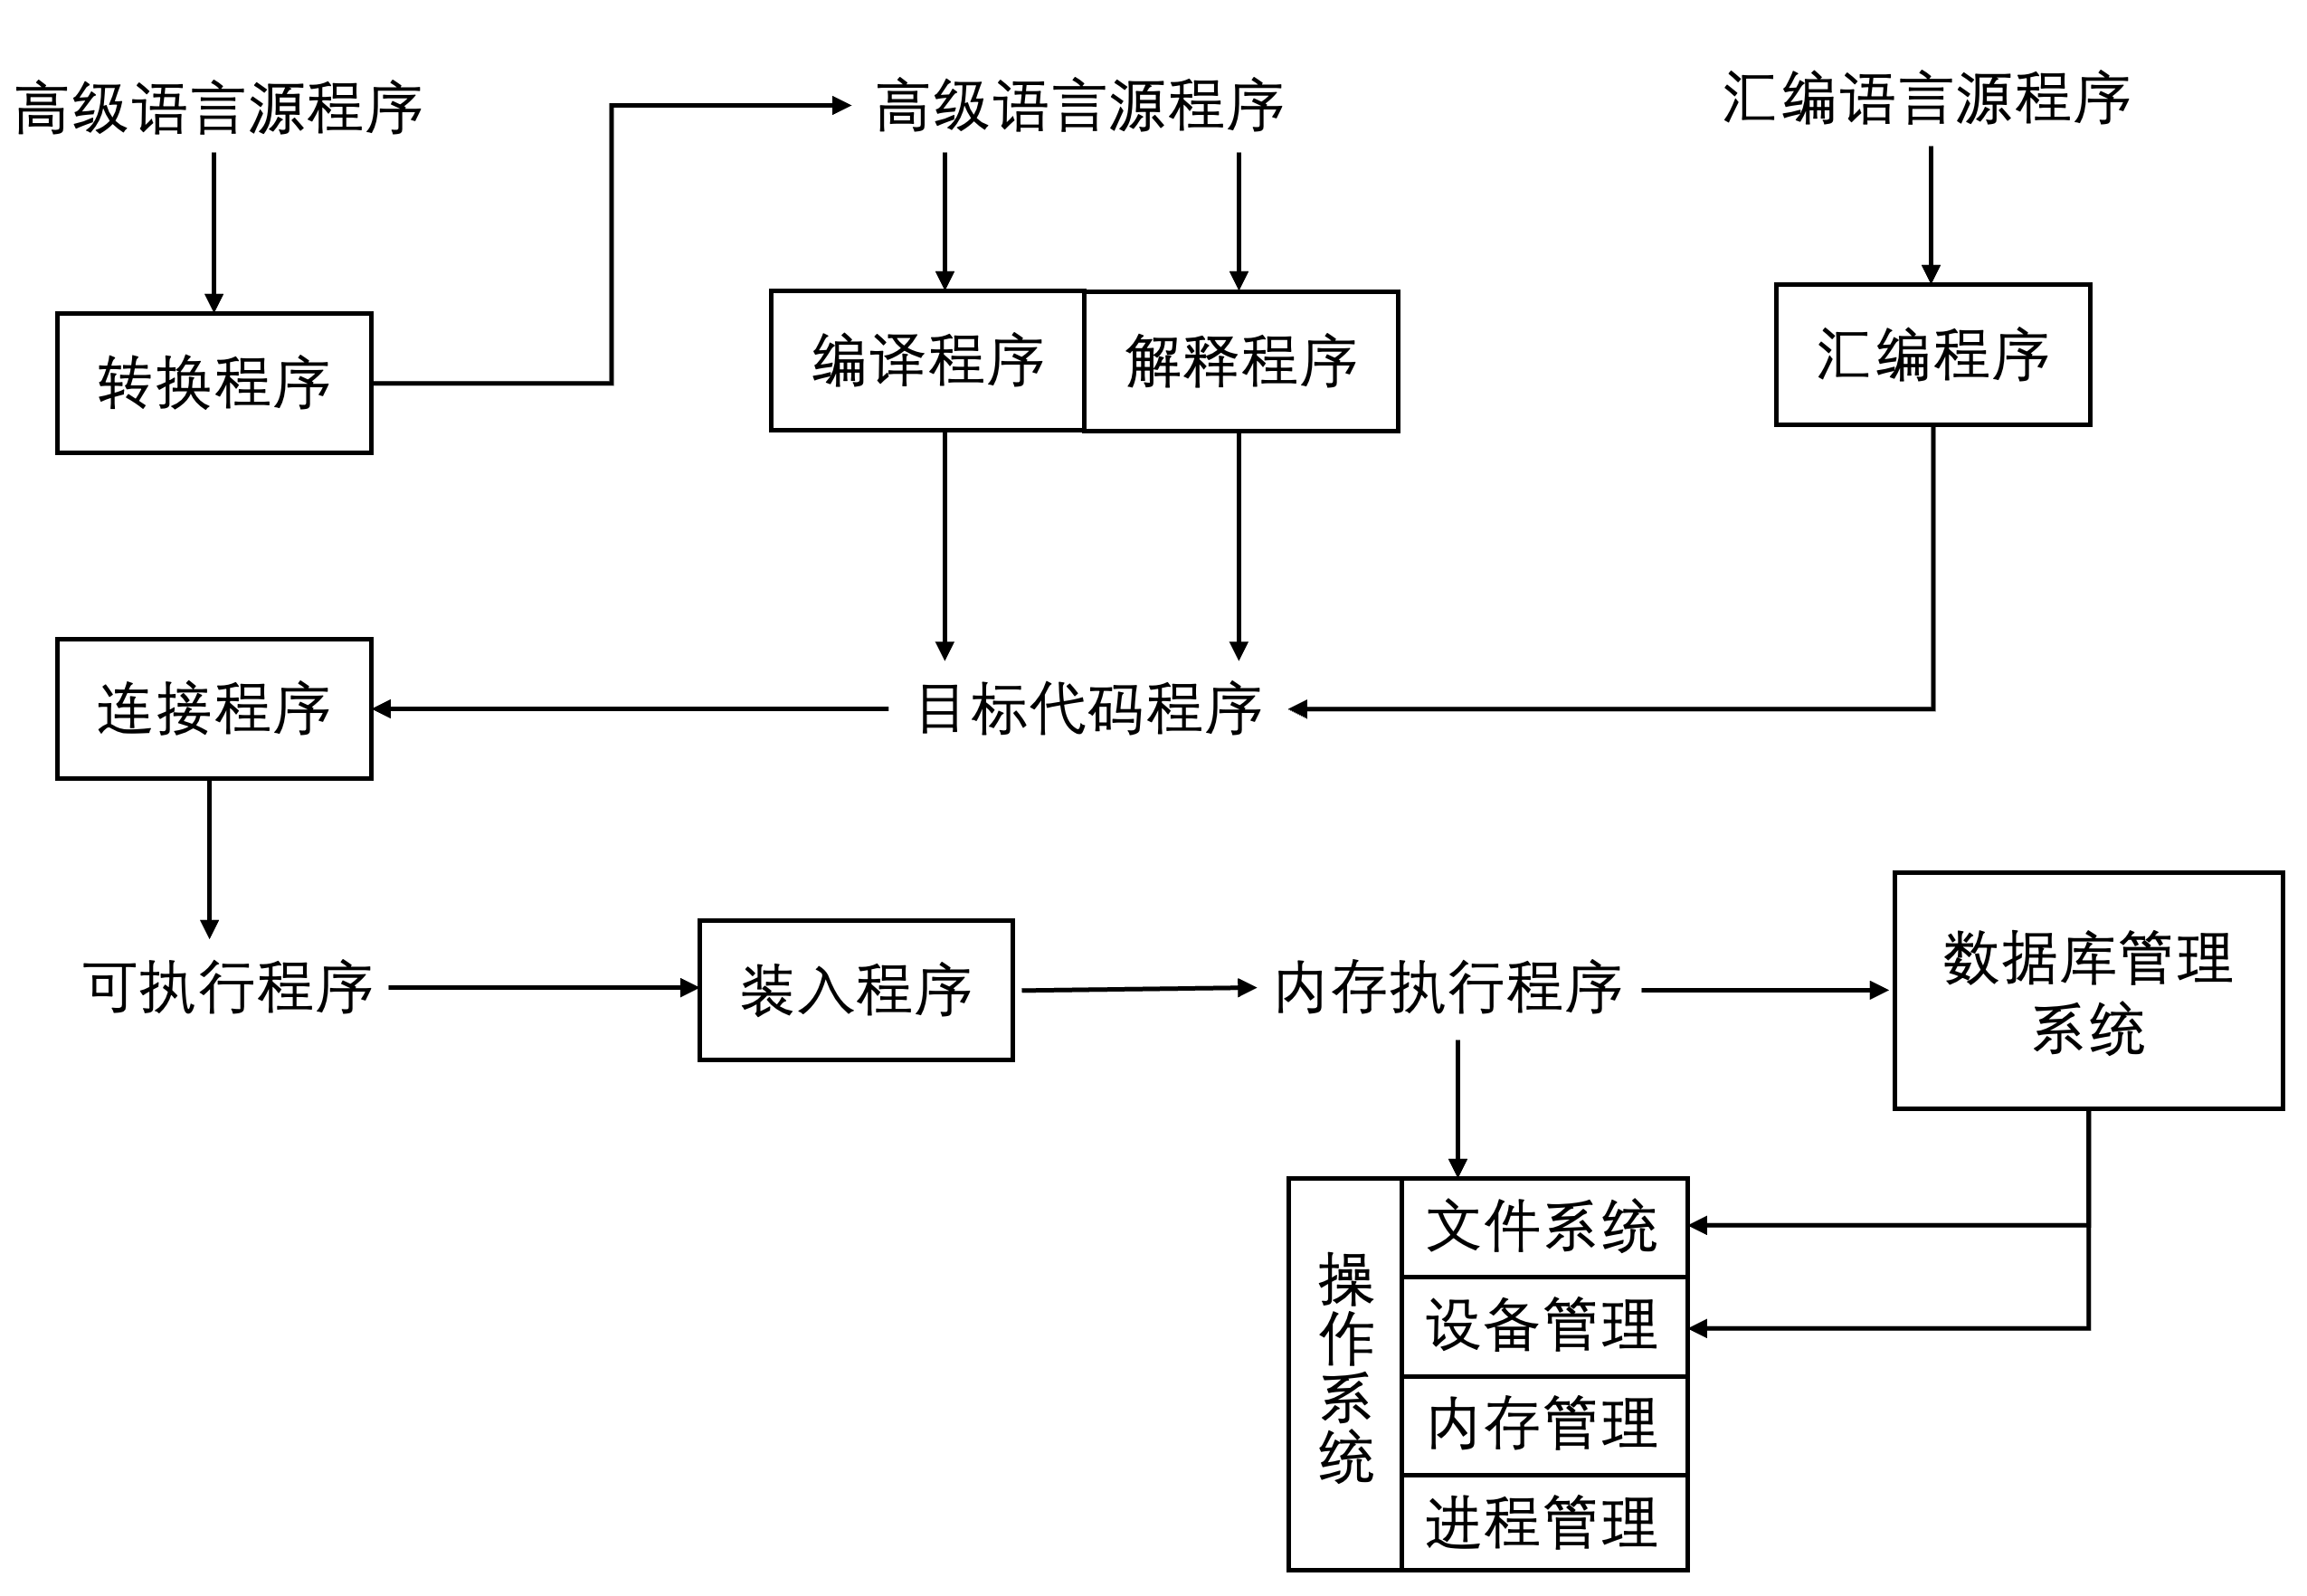 高级语言源程序
高级语言源程序
汇编语言源程序
转换程序
编译程序
解释程序
汇编程序
连接程序
目标代码程序
可执行程序
装入程序
内存执行程序
数据库管理
系统
操作系统
文件系统
设备管理
内存管理
进程管理